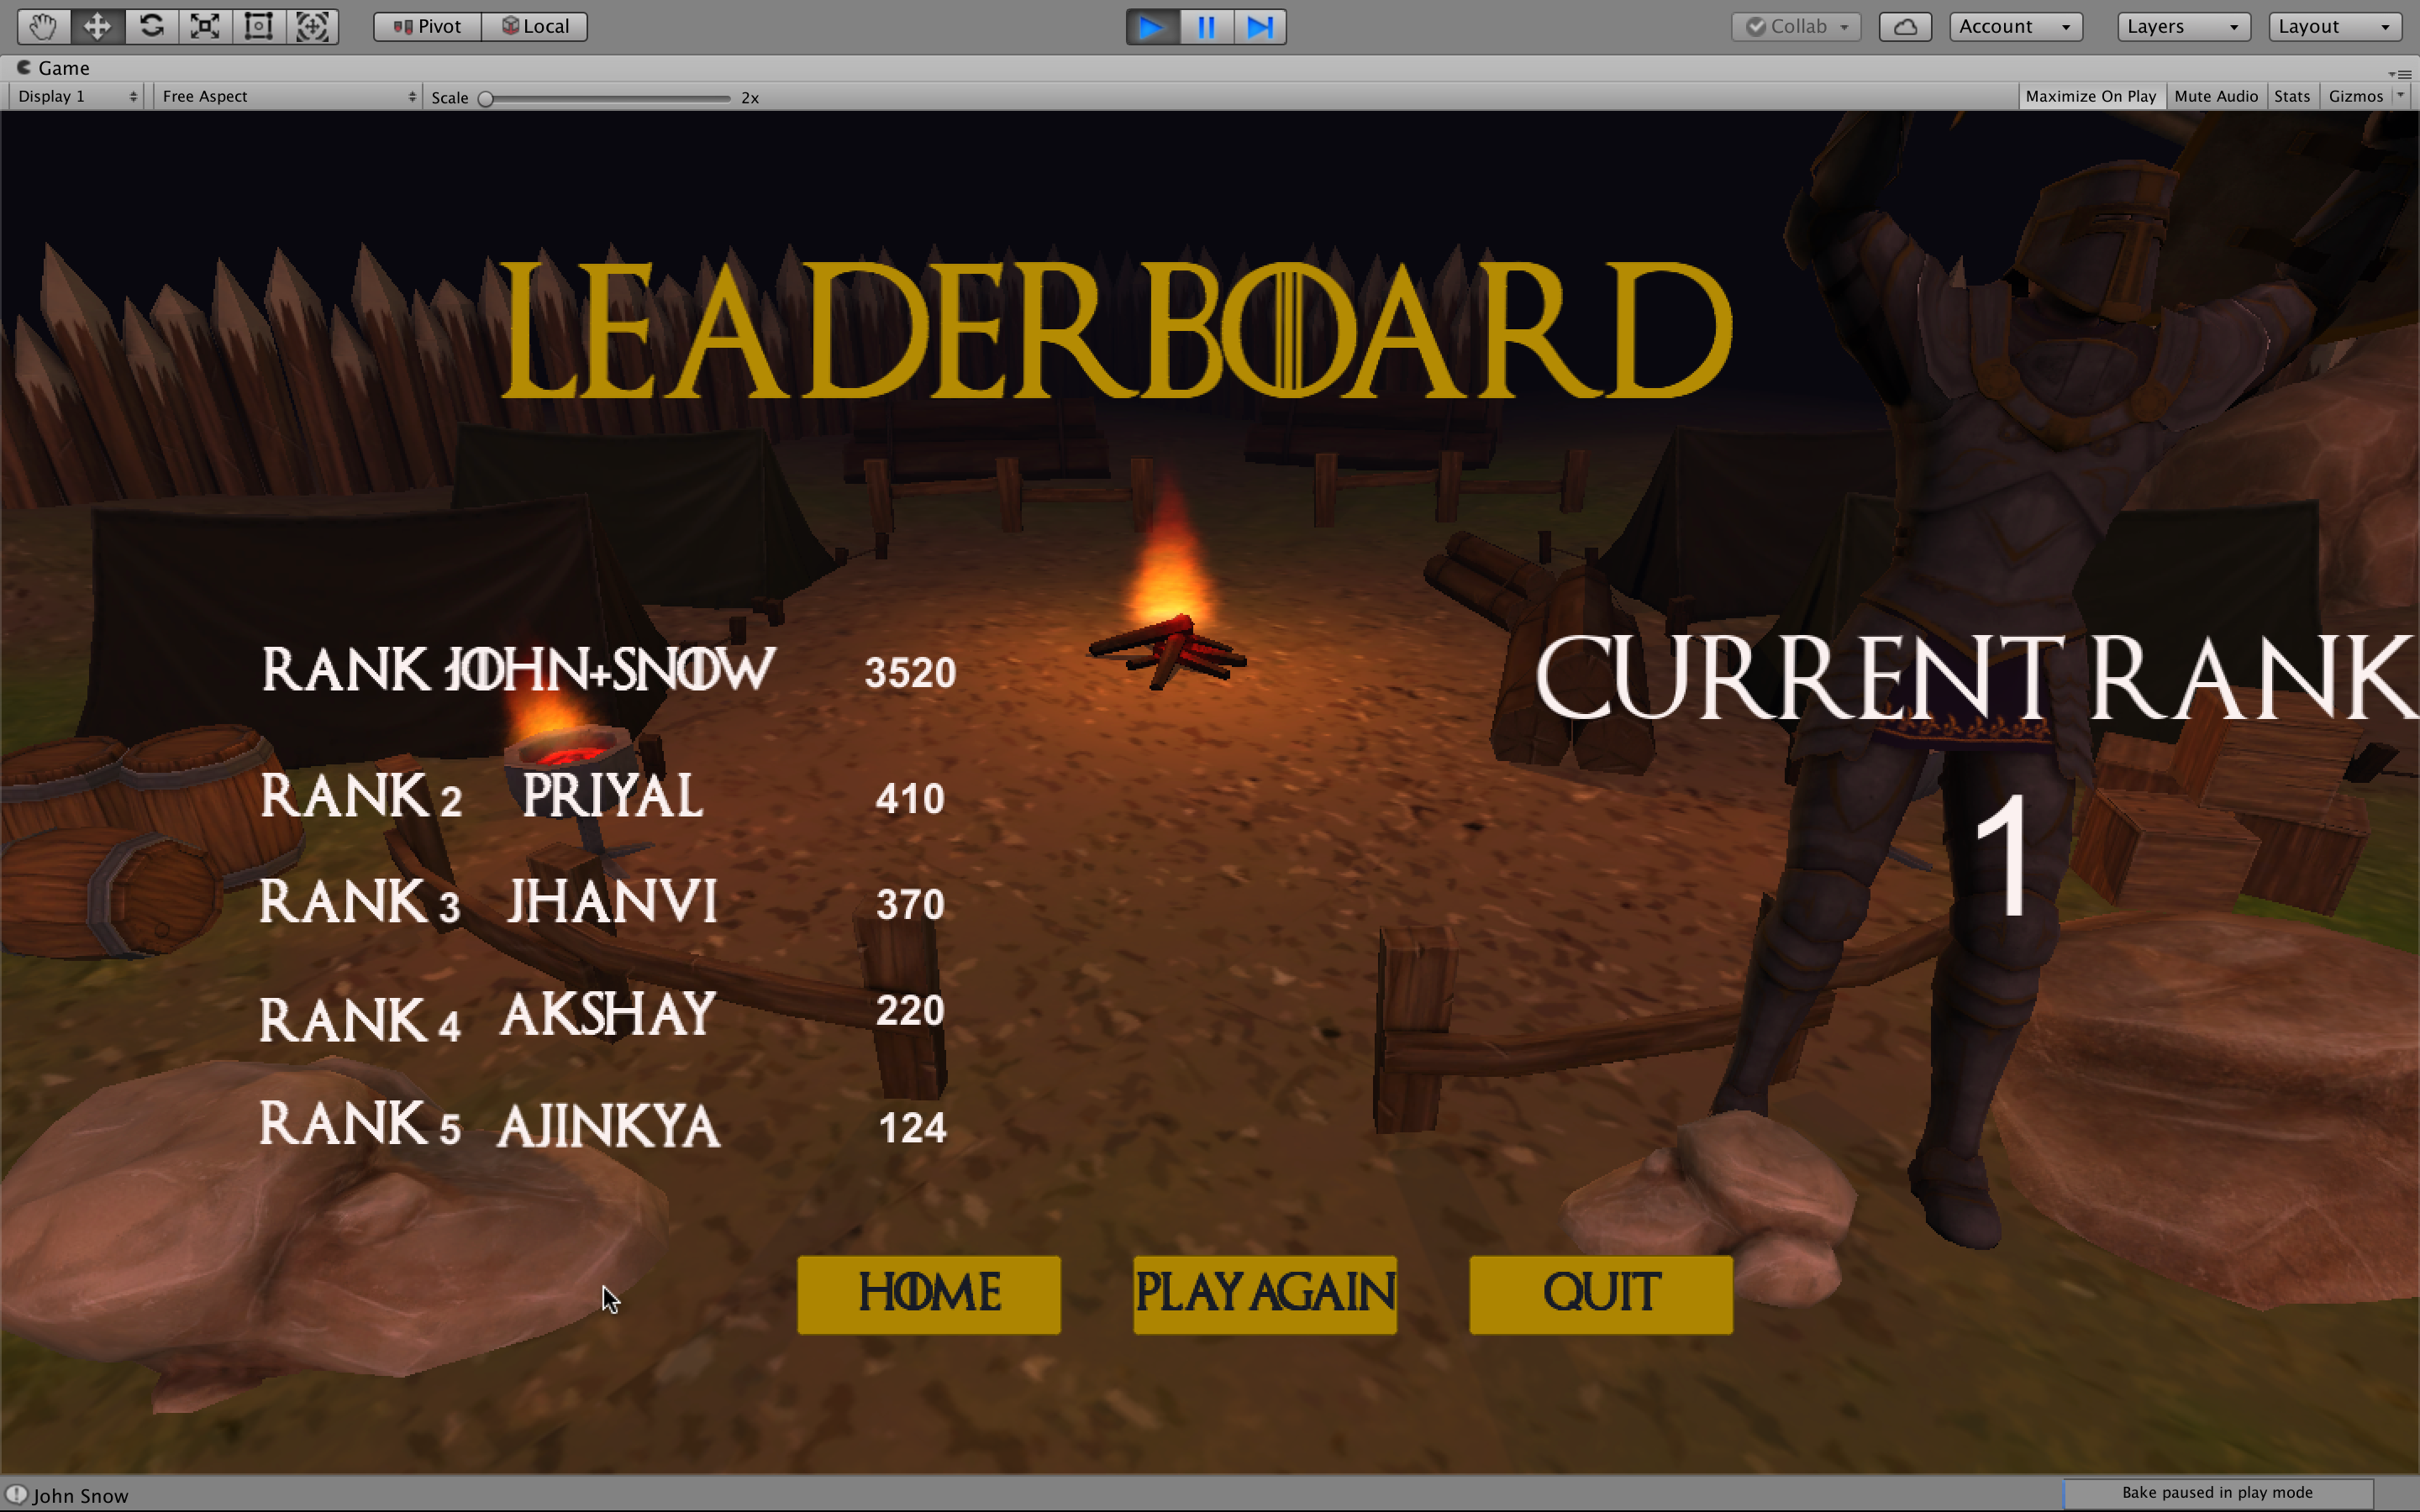 Pivot Local Collab Account Layers Layout
Game
Display 1 Free Aspect Scale 2x Maximize On Play Mute Audio Stats Gizmos
LEADERBOARD
RANK 1 JOHN+SNOW 3520
CURRENT RANK
RANK 2 PRIYAL 410
1
RANK 3 JHANVI 370
RANK 4 AKSHAY 220
RANK 5 AJINKYA 124
HOME PLAY AGAIN QUIT
John Snow Bake paused in play mode